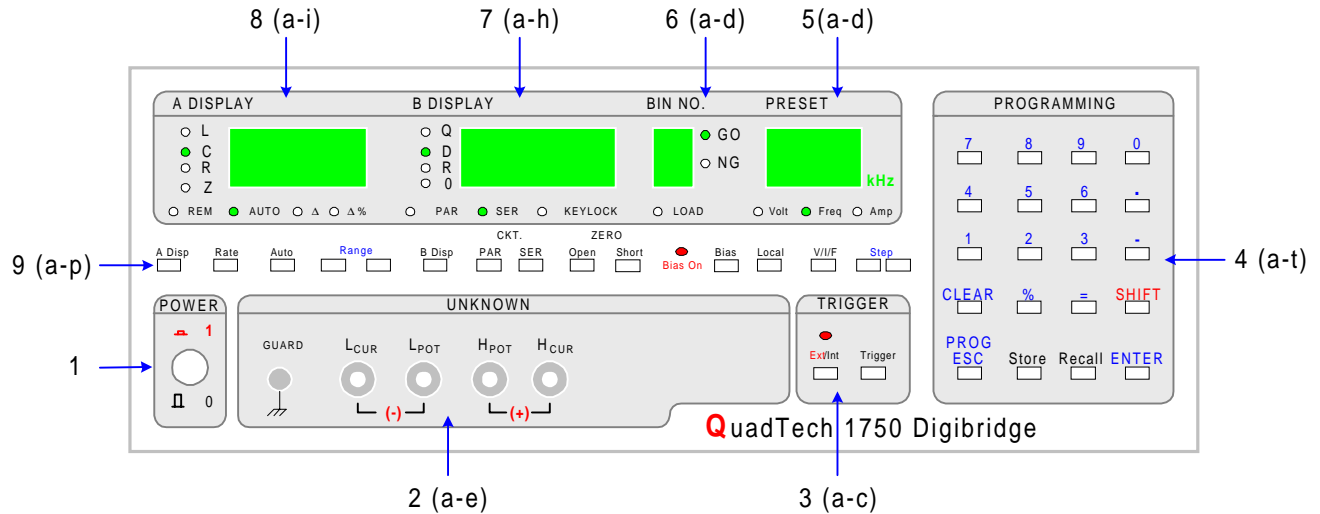 8 (a-i) 7 (a-h) 6 (a-d) 5(a-d)
A DISPLAY B DISPLAY BIN NO. PRESET
L Q GO
C D
R R NG
Z 0 kHz
REM AUTO Δ Δ% PAR SER KEYLOCK LOAD Volt Freq Amp
CKT. ZERO
A Disp Rate Auto Range B Disp PAR SER Open Short Bias On Bias Local V/I/F Step
9 (a-p)
PROGRAMMING
7 8 9 0
4 5 6 .
1 2 3 -
4 (a-t)
CLEAR % = SHIFT
PROG
ESC Store Recall ENTER
POWER UNKNOWN TRIGGER
1
GUARD LCUR LPOT HPOT HCUR
Ext/Int Trigger
1
0 (-) (+)
QuadTech 1750 Digibridge
2 (a-e) 3 (a-c)